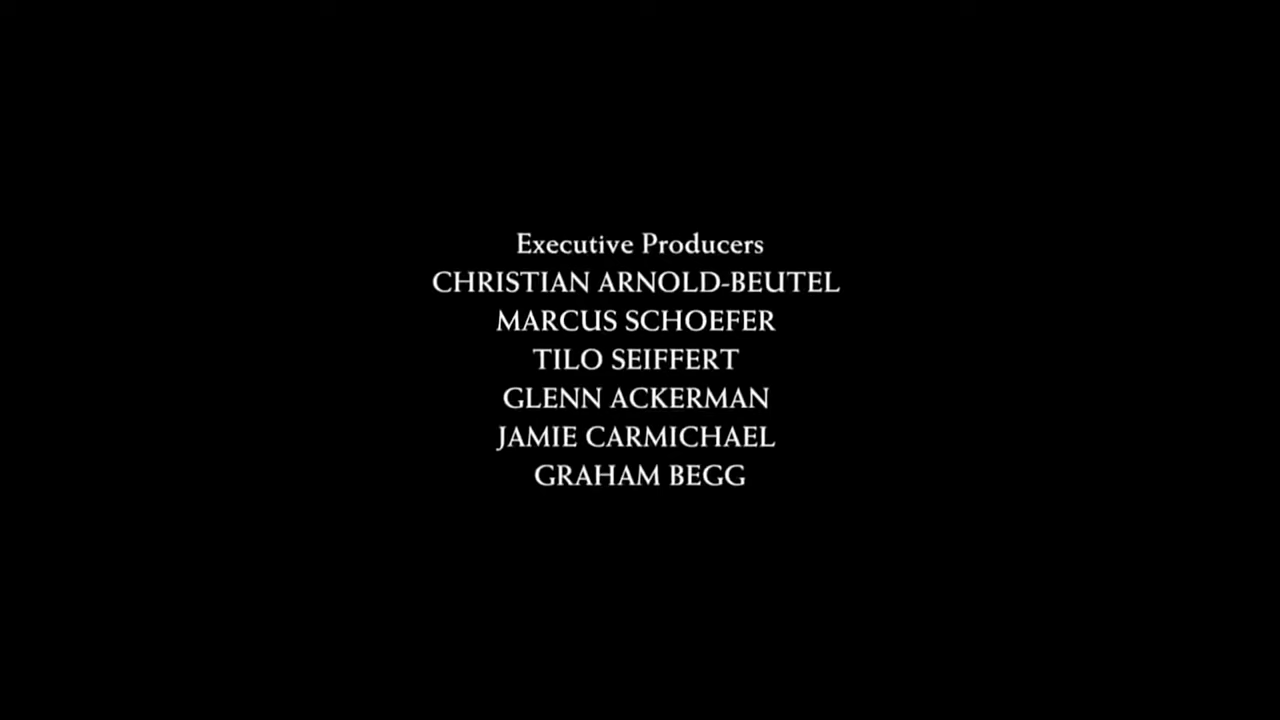 Executive Producers
CHRISTIAN ARNOLD-BEUTEL
MARCUS SCHOEFER
TILO SEIFFERT
GLENN ACKERMAN
JAMIE CARMICHAEL
GRAHAM BEGG